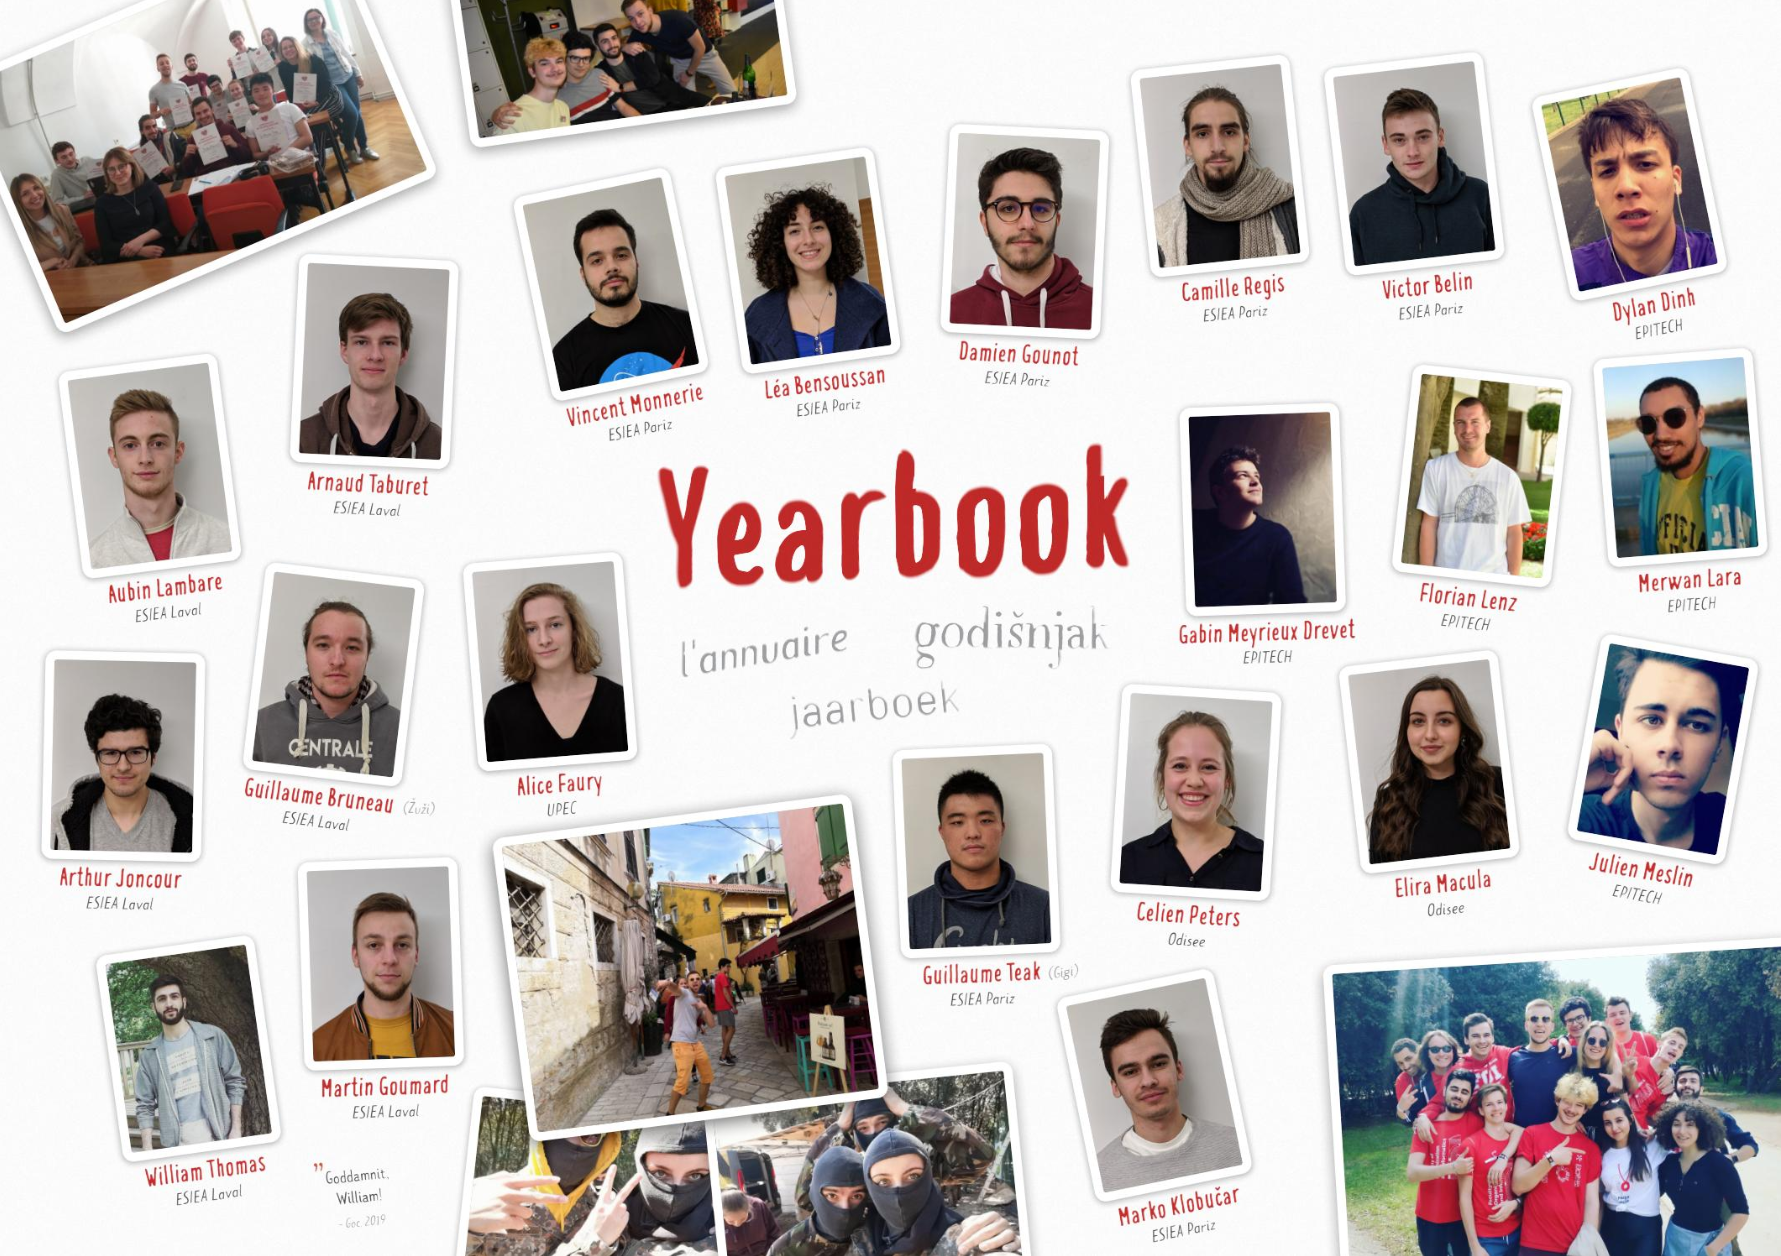 Camille Regis
ESIEA Pariz
Victor Belin
ESIEA Pariz
Dylan Dinh
EPITECH
Vincent Monnerie
ESIEA Pariz
Léa Bensoussan
ESIEA Pariz
Damien Gounot
ESIEA Pariz
Arnaud Taburet
ESIEA Laval
Aubin Lambare
ESIEA Laval
Yearbook
l'annuaire
godišnjak
jaarboek
Gabin Meyrieux Drevet
EPITECH
Florian Lenz
EPITECH
Merwan Lara
EPITECH
CENTRALE
Guillaume Bruneau (Žuži)
ESIEA Laval
Alice Faury
UPEC
Arthur Joncour
ESIEA Laval
Guillaume Teak (Gigi)
ESIEA Pariz
Celien Peters
Odisee
Elira Macula
Odisee
Julien Meslin
EPITECH
Martin Goumard
ESIEA Laval
William Thomas
ESIEA Laval
”Goddamnit,
William!
- Goc, 2019
Marko Klobučar
ESIEA Pariz